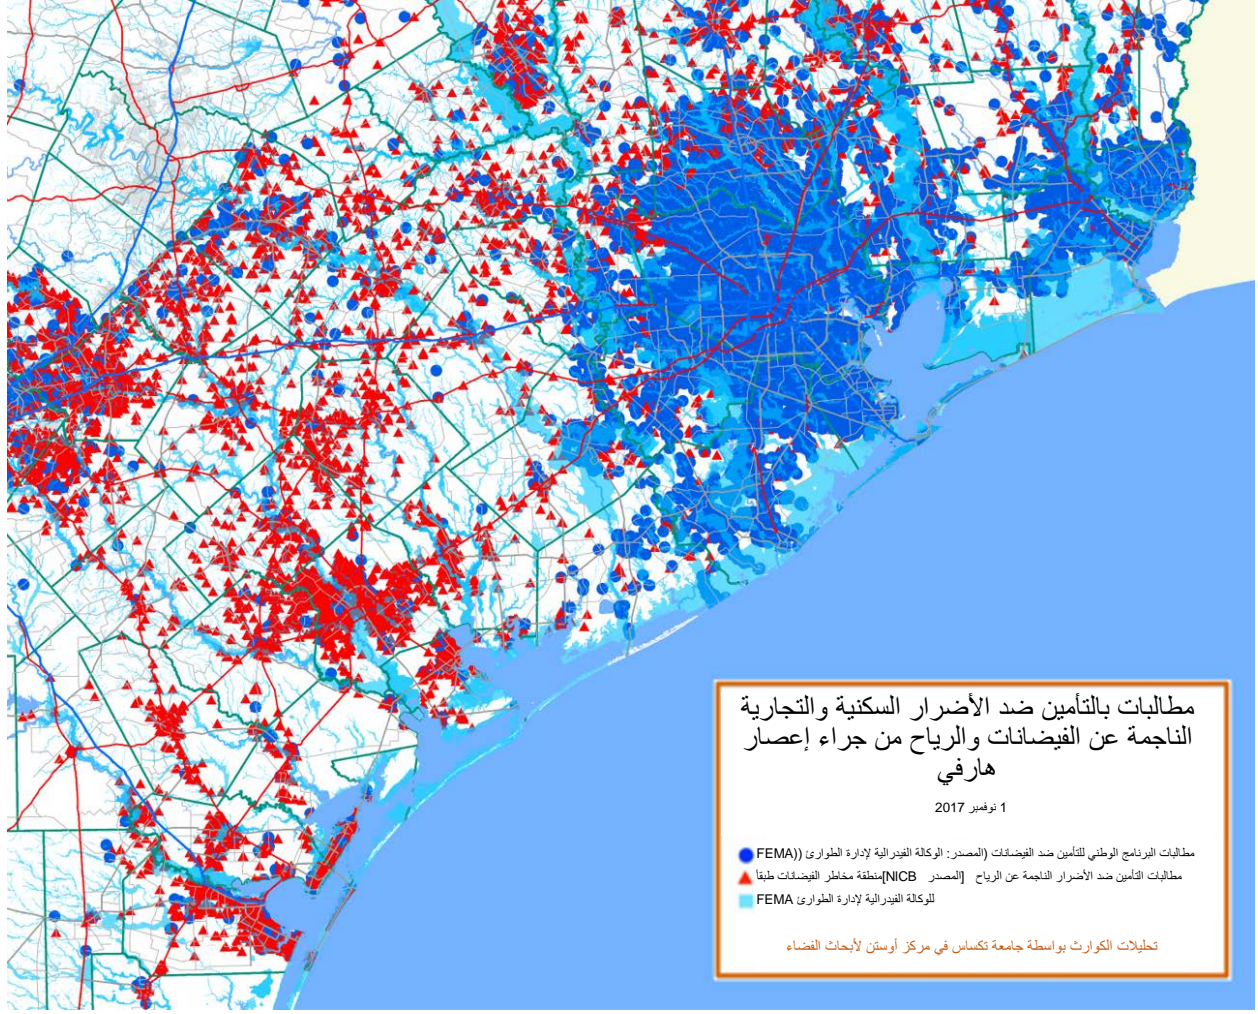 مطالبات بالتأمين ضد الأضرار السكنية والتجارية
الناجمة عن الفيضانات والرياح من جراء إعصار
هارفي
1 نوفمبر 2017
مطالبات البرنامج الوطني للتأمين ضد الفيضانات (المصدر: الوكالة الفيدرالية لإدارة الطوارئ ((FEMA
مطالبات التأمين ضد الأضرار الناجمة عن الرياح [المصدر NICB]منطقة مخاطر الفيضانات طبقاً
للوكالة الفيدرالية لإدارة الطوارئ FEMA
تحليلات الكوارث بواسطة جامعة تكساس في مركز أوستن لأبحاث الفضاء